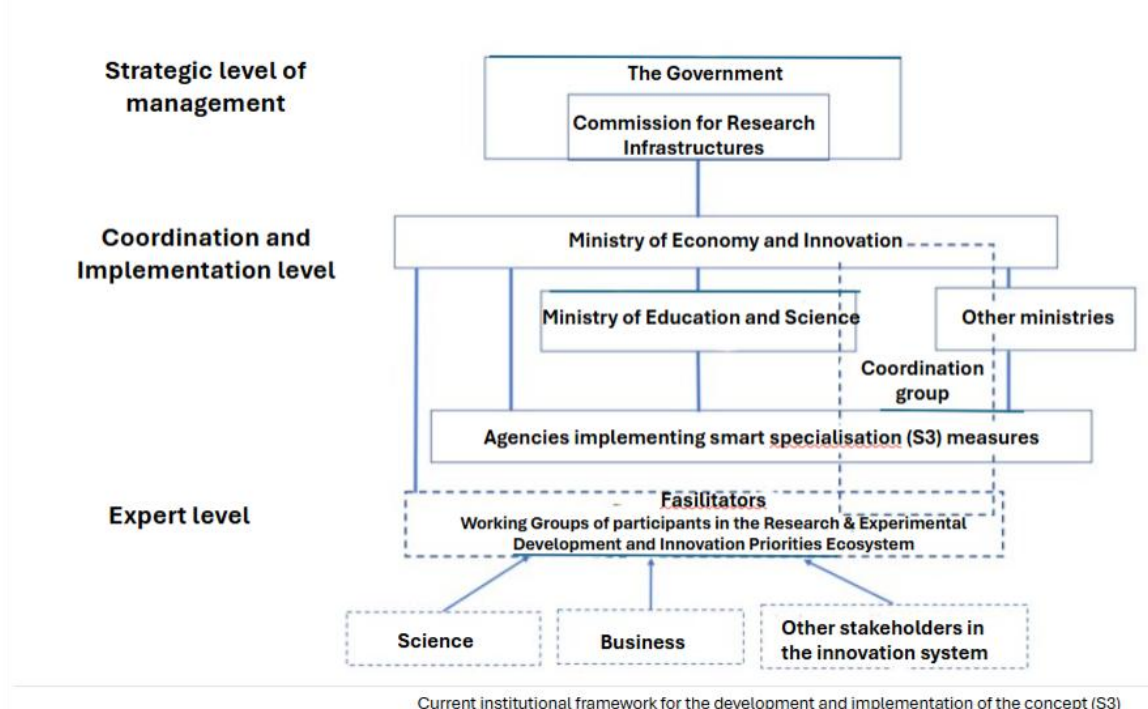 Strategic level of
management
The Government
Commission for Research
Infrastructures
Coordination and
Implementation level
Ministry of Economy and Innovation
Ministry of Education and Science
Other ministries
Coordination
group
Agencies implementing smart specialisation (S3) measures
Expert level
Fasilitators
Working Groups of participants in the Research & Experimental
Development and Innovation Priorities Ecosystem
Science
Business
Other stakeholders in
the innovation system
Current institutional framework for the development and implementation of the concept (S3)